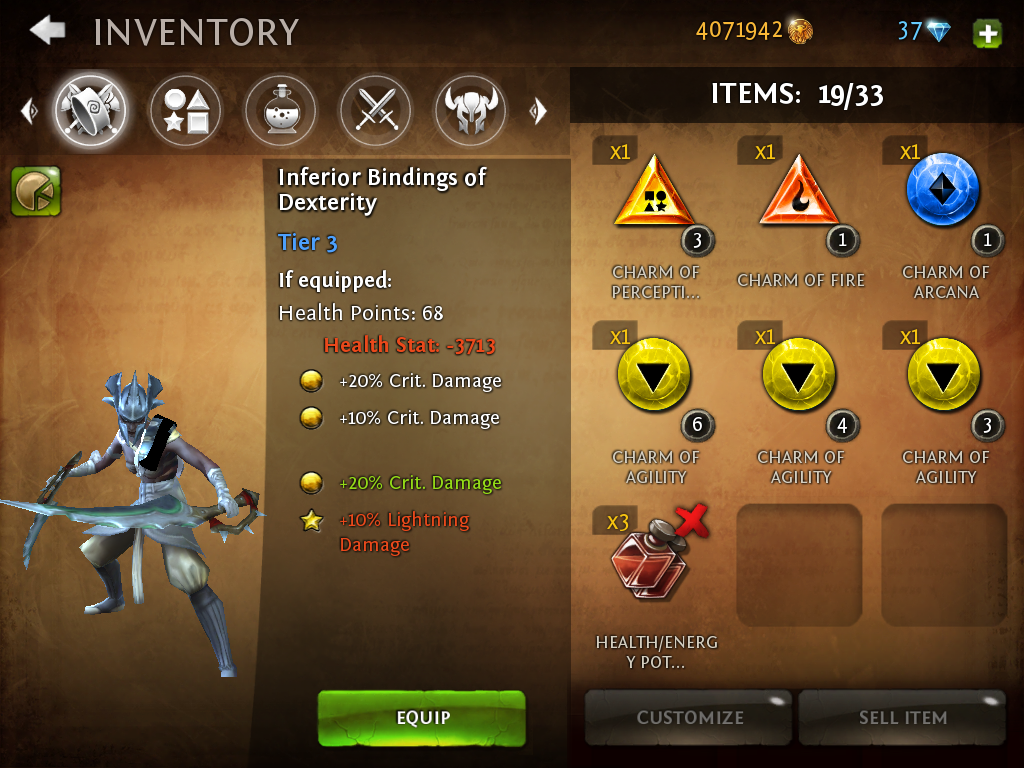 INVENTORY
4071942
37
ITEMS: 19/33
Inferior Bindings of
Dexterity
Tier 3
If equipped:
Health Points: 68
Health Stat: -3713
+20% Crit. Damage
+10% Crit. Damage
+20% Crit. Damage
+10% Lightning
Damage
EQUIP
X1
3
CHARM OF
PERCEPTI...
X1
1
CHARM OF FIRE
X1
1
CHARM OF
ARCANA
X1
6
CHARM OF
AGILITY
X1
4
CHARM OF
AGILITY
X1
3
CHARM OF
AGILITY
X3
HEALTH/ENERG
Y POT...
CUSTOMIZE
SELL ITEM